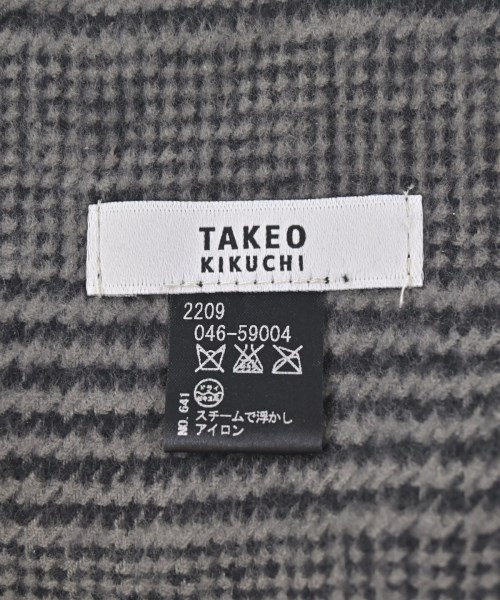 TAKEO
KIKUCHI
2209
046-59004
NO. 641
スチームで浮かし
アイロン